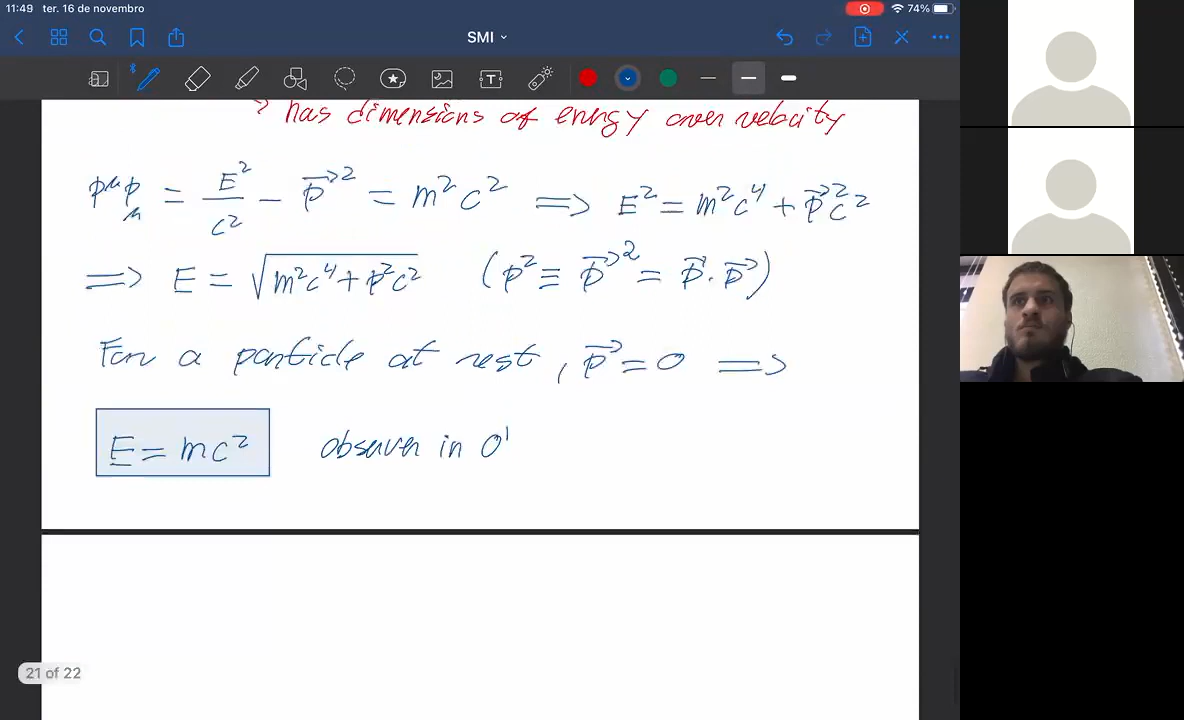 11:49 ter. 16 de novembro 74%
SMI
has dimensions of energy over velocity
p^μ p_μ = E²/c² − p⃗² = m²c² ⟹ E² = m²c⁴ + p⃗²c²
⟹ E = √(m²c⁴ + p²c²) (p² ≡ p⃗² = p⃗ · p⃗)
For a particle at rest, p⃗ = 0 ⟹
E = mc² observer in O'
21 of 22